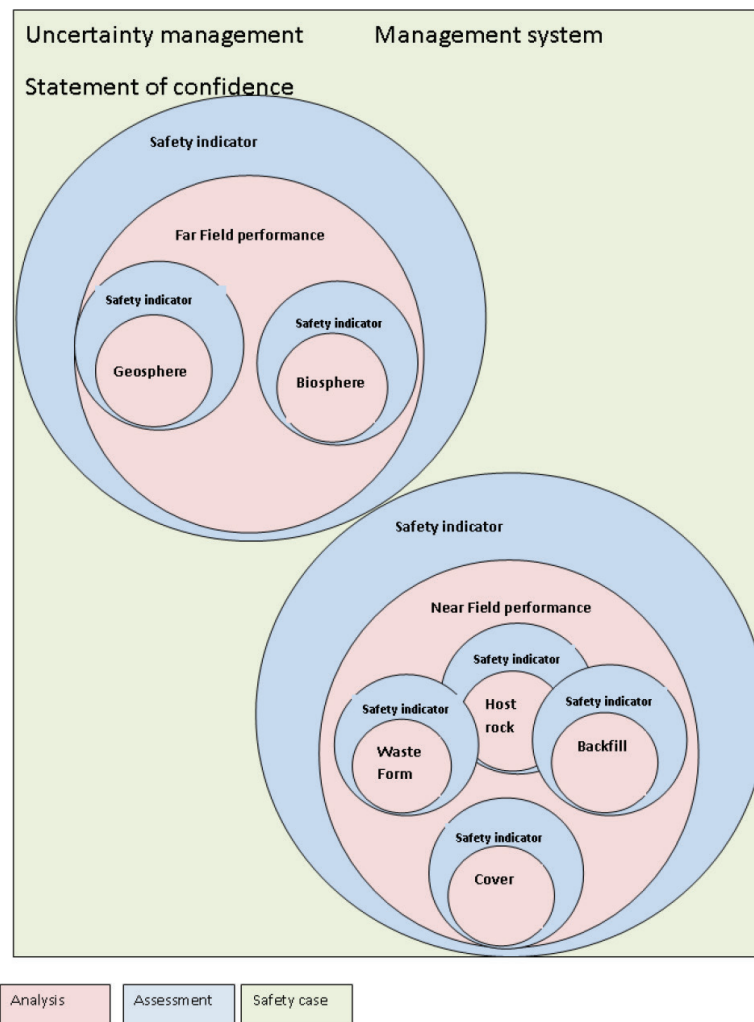 Uncertainty management Management system
Statement of confidence
Safety indicator
Far Field performance
Safety indicator
Geosphere
Safety indicator
Biosphere
Safety indicator
Near Field performance
Safety indicator
Host
rock
Safety indicator
Waste
Form
Safety indicator
Backfill
Safety indicator
Cover
Analysis
Assessment
Safety case